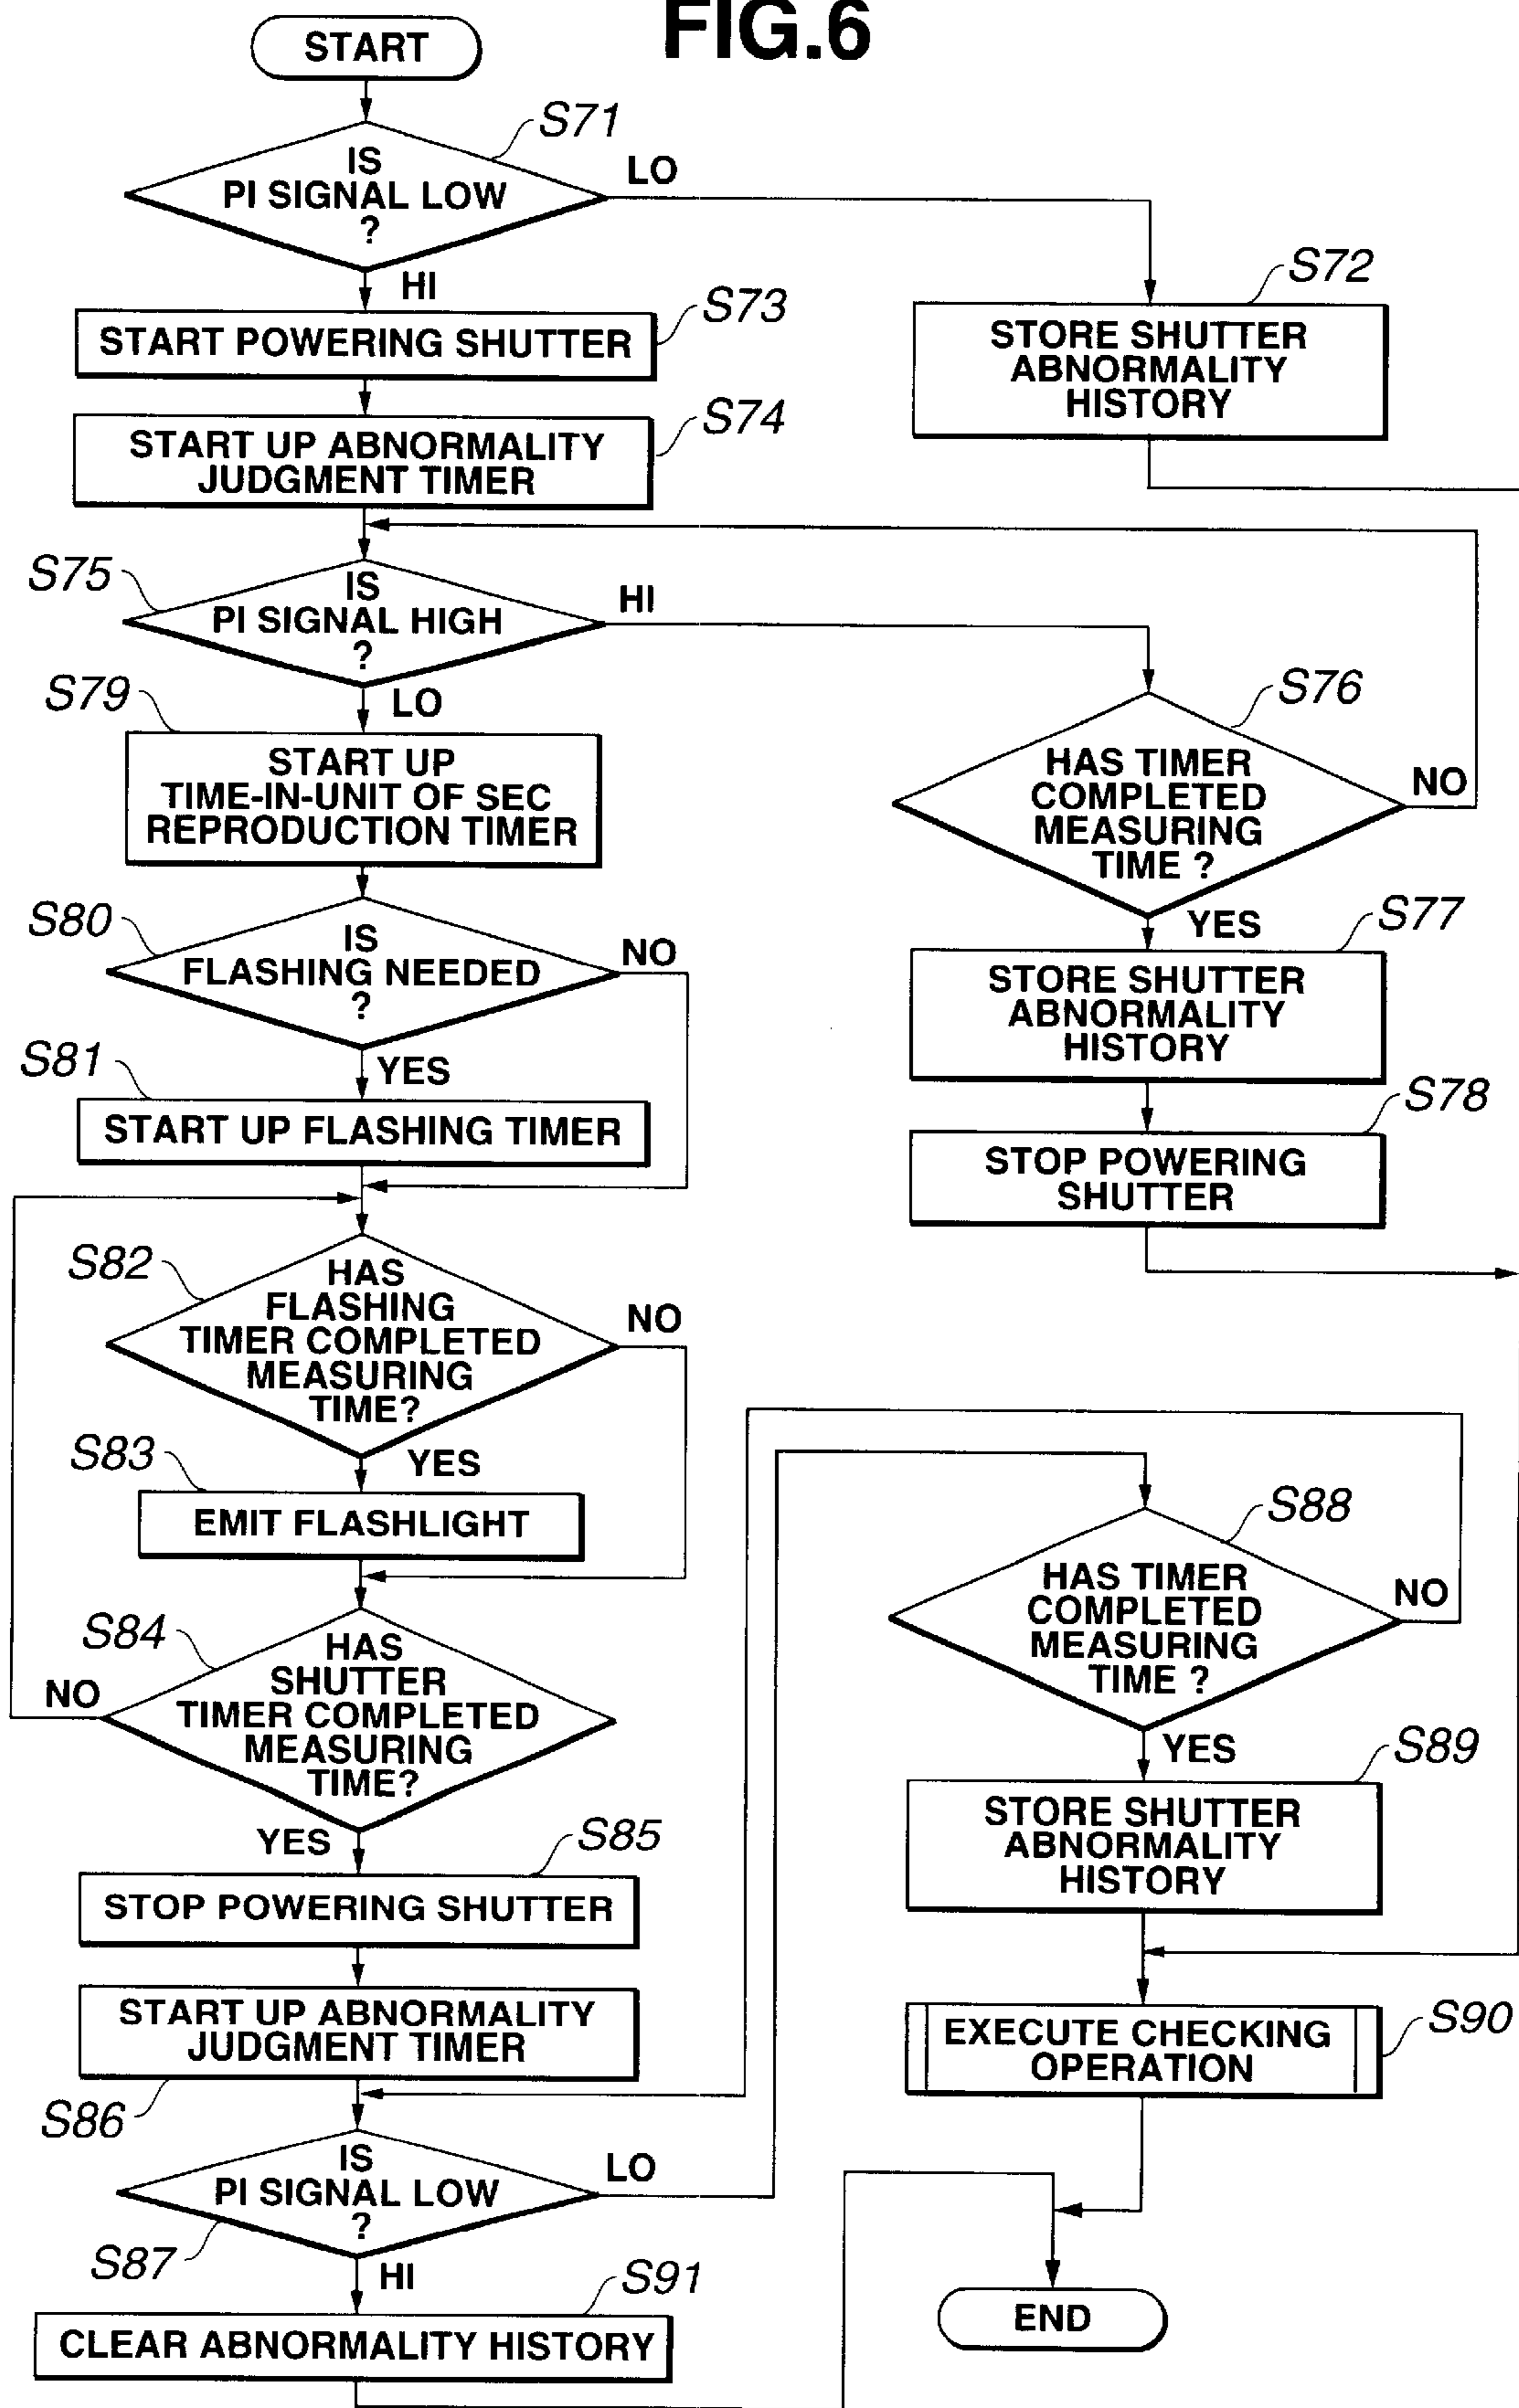 FIG.6
START
S71
IS
PI SIGNAL LOW
?
LO
HI
S72
STORE SHUTTER
ABNORMALITY
HISTORY
S73
START POWERING SHUTTER
S74
START UP ABNORMALITY
JUDGMENT TIMER
S75
IS
PI SIGNAL HIGH
?
HI
LO
S76
HAS TIMER
COMPLETED
MEASURING
TIME ?
NO
YES
S77
STORE SHUTTER
ABNORMALITY
HISTORY
S78
STOP POWERING
SHUTTER
S79
START UP
TIME-IN-UNIT OF SEC
REPRODUCTION TIMER
S80
IS
FLASHING NEEDED
?
NO
YES
S81
START UP FLASHING TIMER
S82
HAS
FLASHING
TIMER COMPLETED
MEASURING
TIME?
NO
YES
S83
EMIT FLASHLIGHT
S84
HAS
SHUTTER
TIMER COMPLETED
MEASURING
TIME?
NO
YES
S85
STOP POWERING SHUTTER
START UP ABNORMALITY
JUDGMENT TIMER
S86
IS
PI SIGNAL LOW
?
LO
S87
HI
S88
HAS TIMER
COMPLETED
MEASURING
TIME ?
NO
YES
S89
STORE SHUTTER
ABNORMALITY
HISTORY
S90
EXECUTE CHECKING
OPERATION
S91
CLEAR ABNORMALITY HISTORY
END